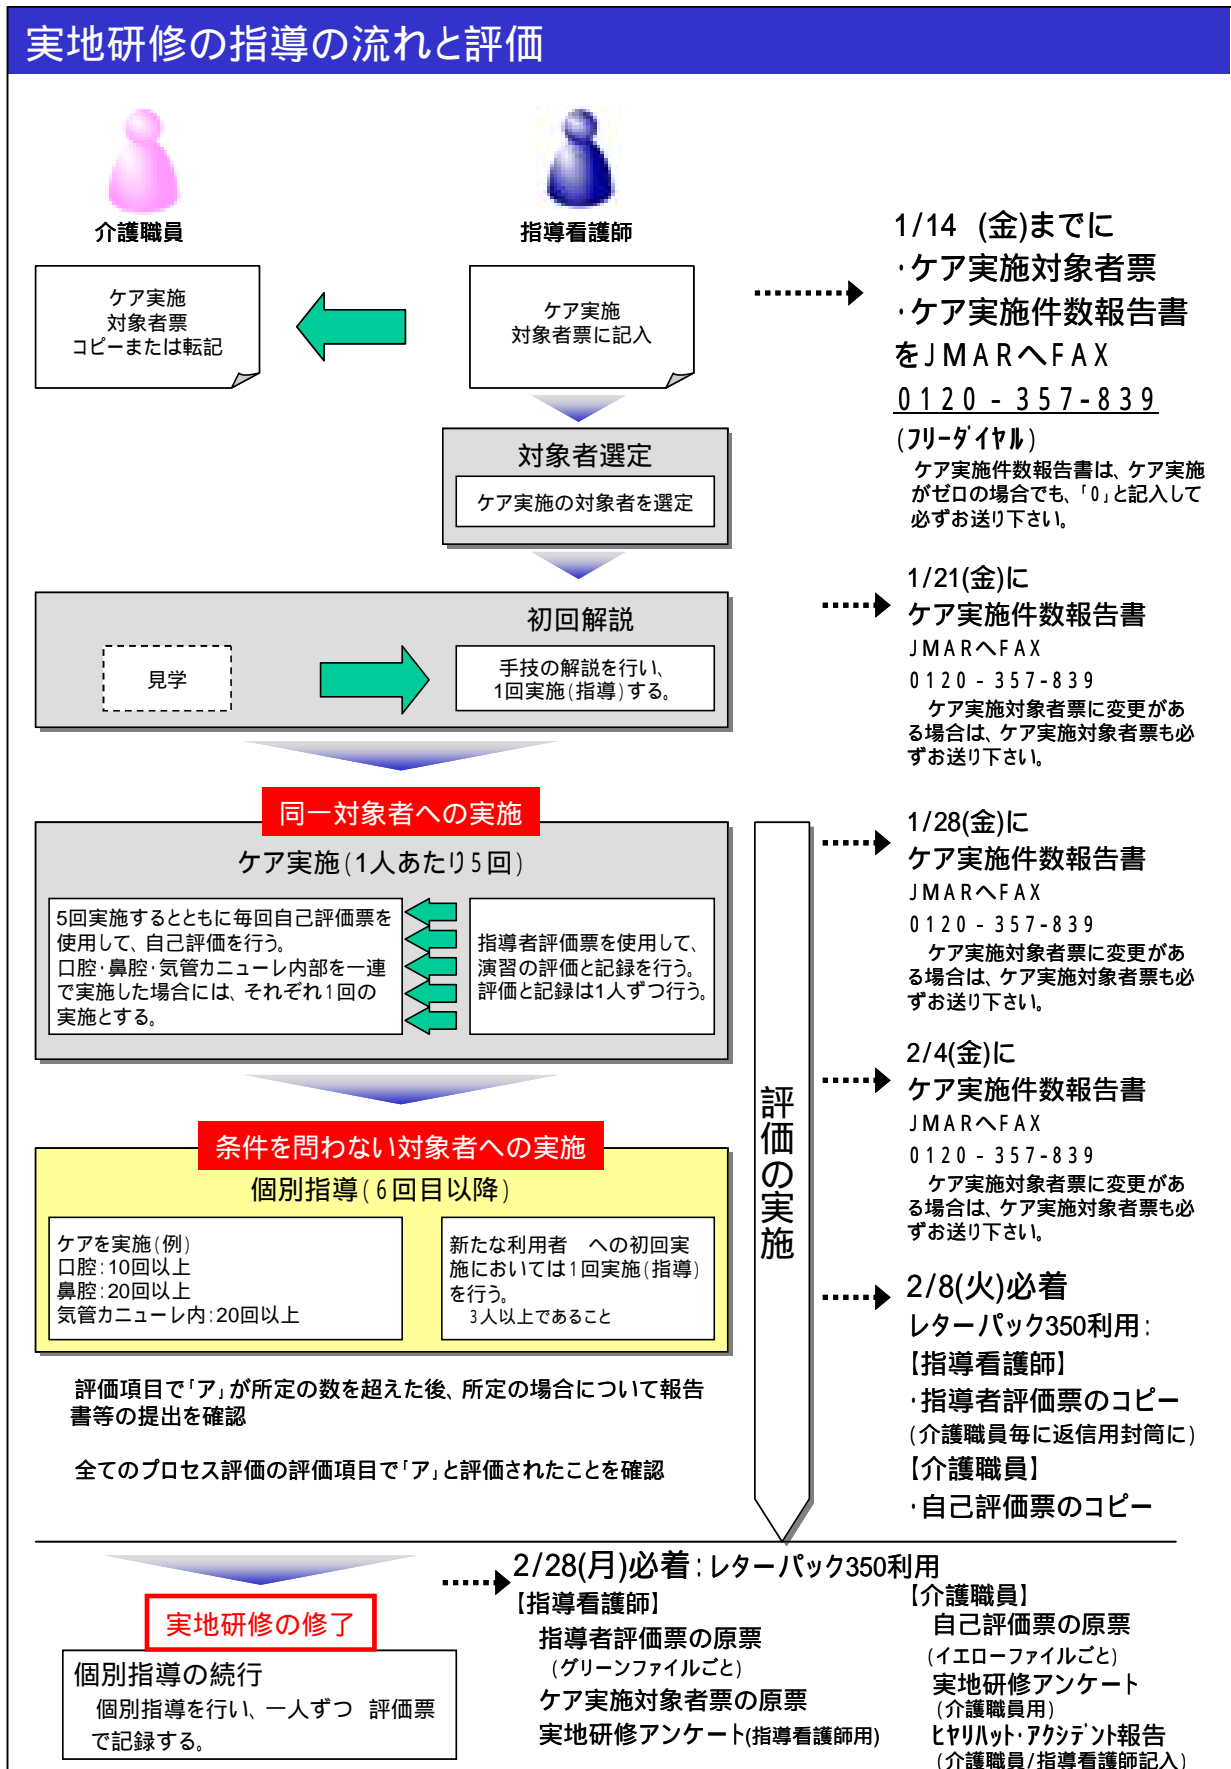 実地研修の指導の流れと評価
介護職員
指導看護師
ケア実施
対象者票
コピーまたは転記
ケア実施
対象者票に記入
1/14 (金)までに
・ケア実施対象者票
・ケア実施件数報告書
をJMARへFAX
0120-357-839
(フリーダイヤル)
ケア実施件数報告書は、ケア実施
がゼロの場合でも、「0」と記入して
必ずお送り下さい。
対象者選定
ケア実施の対象者を選定
初回解説
見学
手技の解説を行い、
1回実施(指導)する。
1/21(金)に
ケア実施件数報告書
JMARへFAX
0120-357-839
ケア実施対象者票に変更があ
る場合は、ケア実施対象者票も必
ずお送り下さい。
同一対象者への実施
ケア実施(1人あたり5回)
5回実施するとともに毎回自己評価票を
使用して、自己評価を行う。
口腔・鼻腔・気管カニューレ内部を一連
で実施した場合には、それぞれ1回の
実施とする。
指導者評価票を使用して、
演習の評価と記録を行う。
評価と記録は1人ずつ行う。
評価の実施
1/28(金)に
ケア実施件数報告書
JMARへFAX
0120-357-839
ケア実施対象者票に変更があ
る場合は、ケア実施対象者票も必
ずお送り下さい。
2/4(金)に
ケア実施件数報告書
JMARへFAX
0120-357-839
ケア実施対象者票に変更があ
る場合は、ケア実施対象者票も必
ずお送り下さい。
条件を問わない対象者への実施
個別指導(6回目以降)
ケアを実施(例)
口腔:10回以上
鼻腔:20回以上
気管カニューレ内:20回以上
新たな利用者 への初回実
施においては1回実施(指導)
を行う。
3人以上であること
評価項目で「ア」が所定の数を超えた後、所定の場合について報告
書等の提出を確認
全てのプロセス評価の評価項目で「ア」と評価されたことを確認
2/8(火)必着
レターパック350利用:
【指導看護師】
・指導者評価票のコピー
(介護職員毎に返信用封筒に)
【介護職員】
・自己評価票のコピー
実地研修の修了
個別指導の続行
個別指導を行い、一人ずつ 評価票
で記録する。
2/28(月)必着:レターパック350利用
【指導看護師】
指導者評価票の原票
(グリーンファイルごと)
ケア実施対象者票の原票
実地研修アンケート(指導看護師用)
【介護職員】
自己評価票の原票
(イエローファイルごと)
実地研修アンケート
(介護職員用)
ヒヤリハット・アクシデント報告
(介護職員/指導看護師記入)